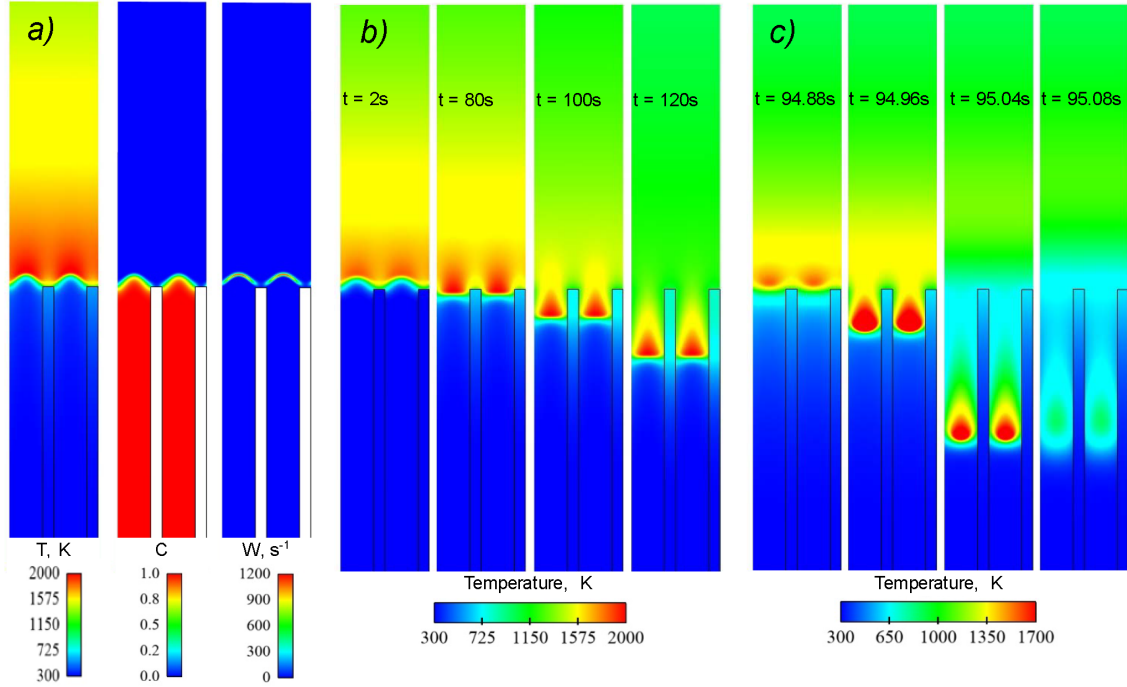 a)
b)
c)
t = 2s
t = 80s
t = 100s
t = 120s
t = 94.88s
t = 94.96s
t = 95.04s
t = 95.08s
T, K
C
W, s⁻¹
2000
1575
1150
725
300
1.0
0.8
0.5
0.2
0.0
1200
900
600
300
0
Temperature, K
300 725 1150 1575 2000
Temperature, K
300 650 1000 1350 1700